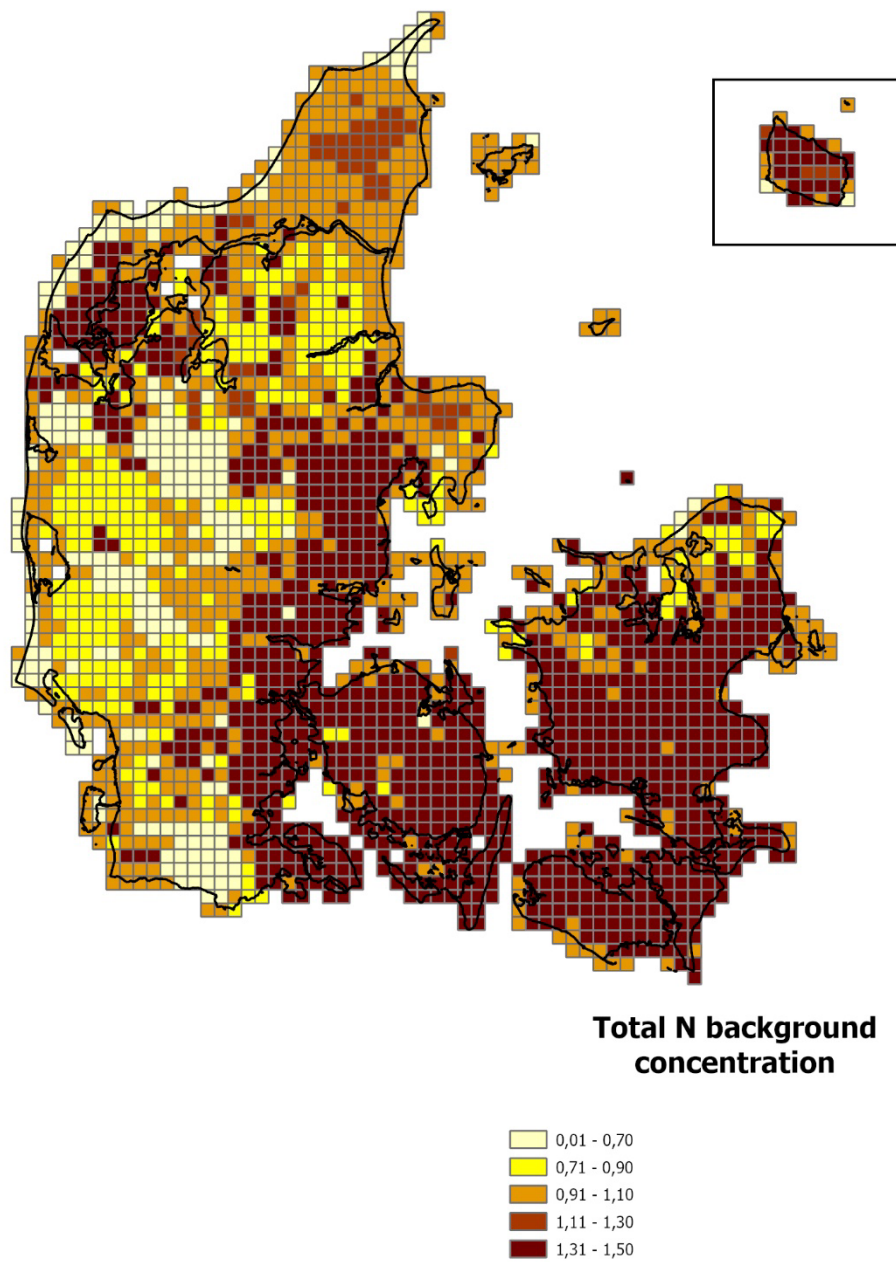 Total N background
concentration
0,01 - 0,70
0,71 - 0,90
0,91 - 1,10
1,11 - 1,30
1,31 - 1,50